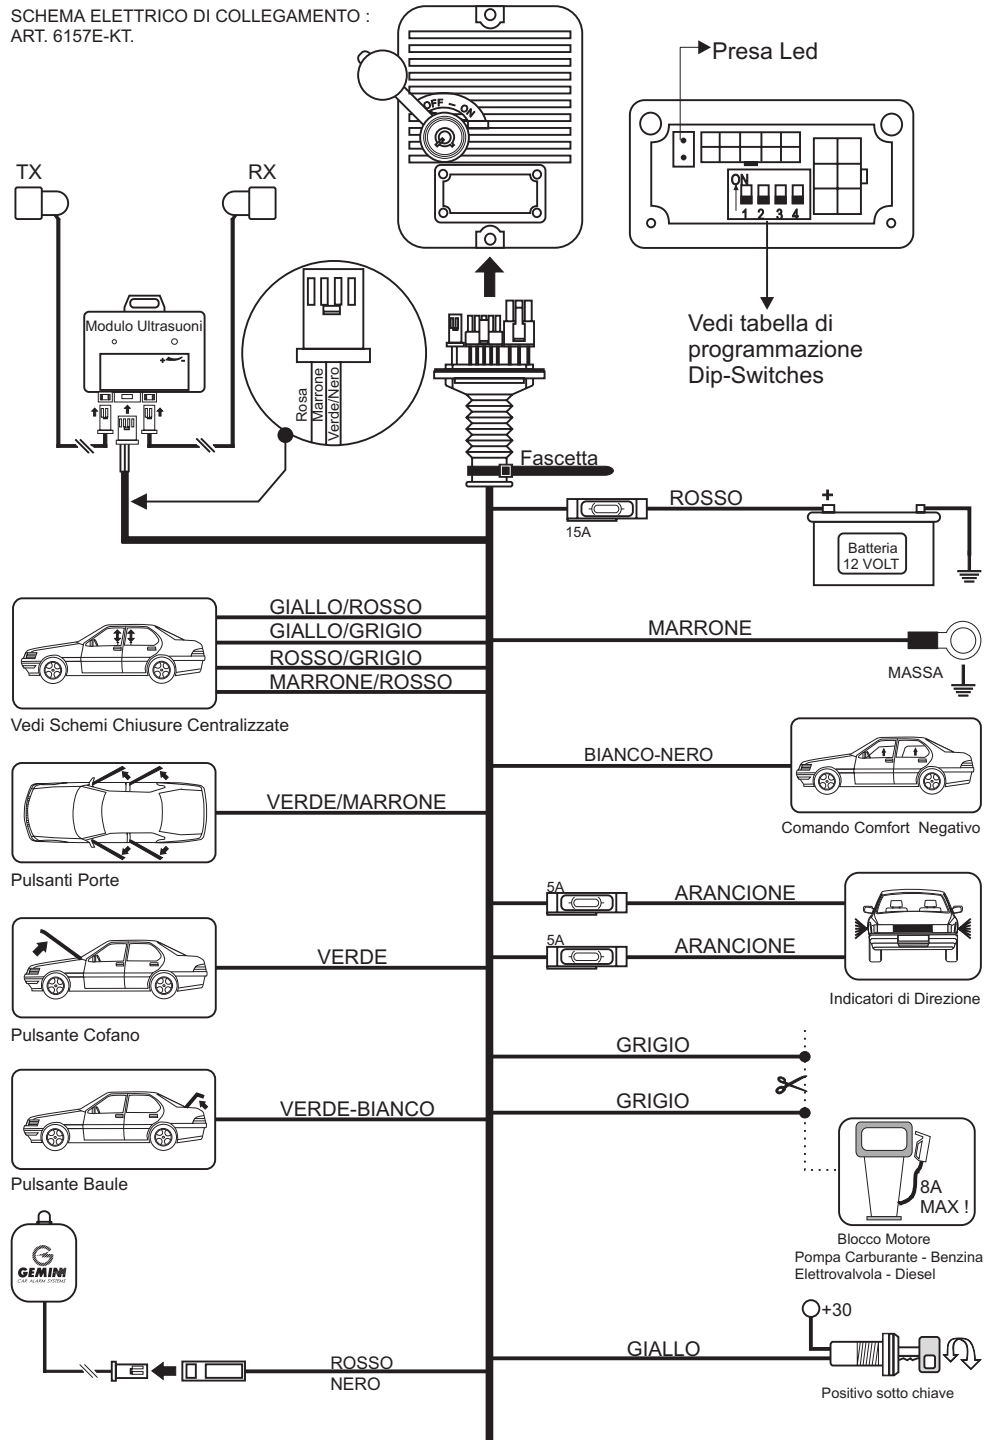 SCHEMA ELETTRICO DI COLLEGAMENTO :
ART. 6157E-KT.
OFF – ON
Presa Led
ON
1 2 3 4
Vedi tabella di
programmazione
Dip-Switches
TX
RX
Modulo Ultrasuoni
+ -
Rosa
Marrone
Verde/Nero
Fascetta
ROSSO
15A
+
Batteria
12 VOLT
GIALLO/ROSSO
GIALLO/GRIGIO
ROSSO/GRIGIO
MARRONE/ROSSO
Vedi Schemi Chiusure Centralizzate
MARRONE
MASSA
BIANCO-NERO
Comando Comfort Negativo
VERDE/MARRONE
Pulsanti Porte
5A
ARANCIONE
5A
ARANCIONE
Indicatori di Direzione
VERDE
Pulsante Cofano
GRIGIO
GRIGIO
8A
MAX !
Blocco Motore
Pompa Carburante - Benzina
Elettrovalvola - Diesel
VERDE-BIANCO
Pulsante Baule
G
GEMINI
CAR ALARM SYSTEMS
ROSSO
NERO
+30
GIALLO
Positivo sotto chiave